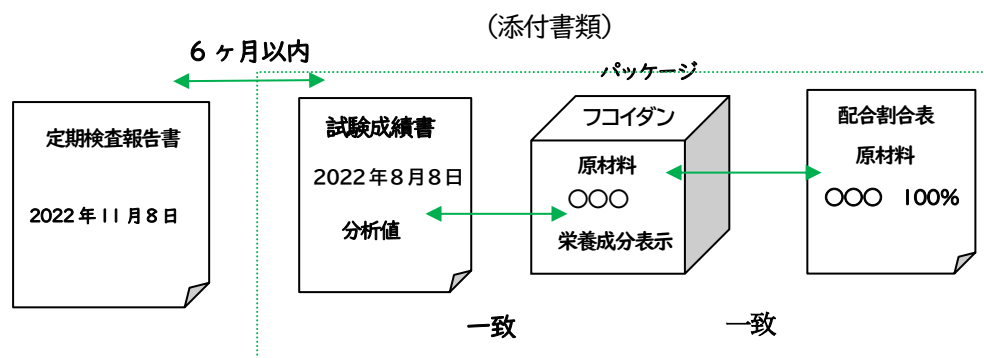 (添付書類)
6ヶ月以内
パッケージ
定期検査報告書
2022年11月8日
試験成績書
2022年8月8日
分析値
フコイダン
原材料
〇〇〇
栄養成分表示
配合割合表
原材料
〇〇〇 100%
一致
一致